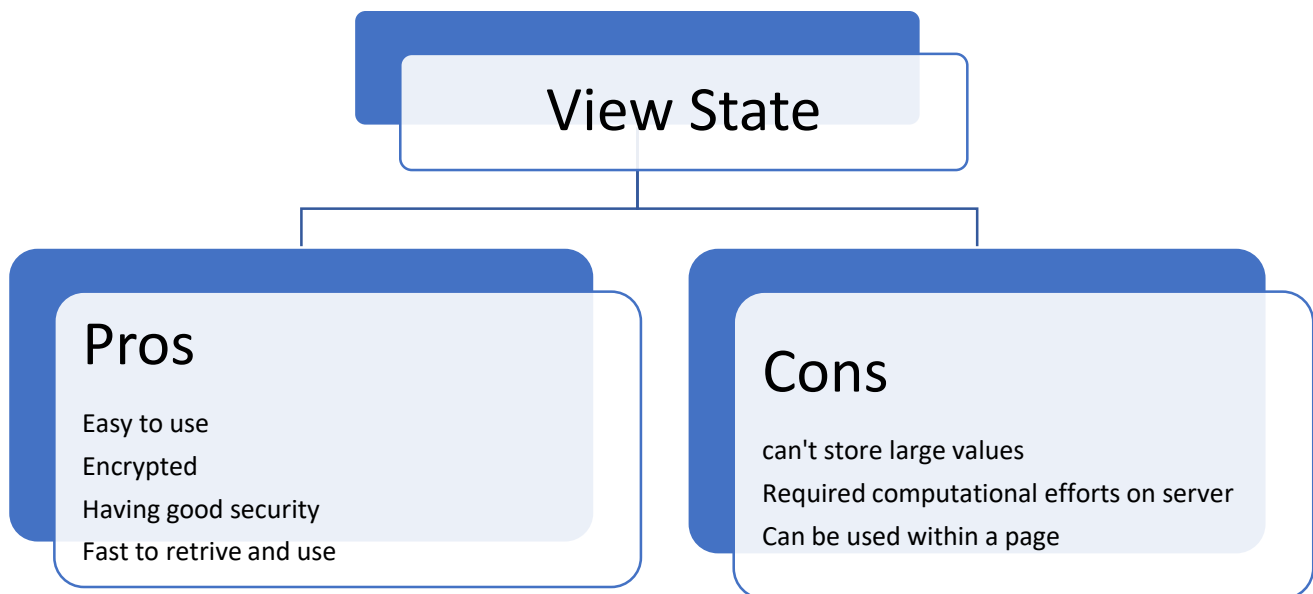 View State
Pros
Easy to use
Encrypted
Having good security
Fast to retrive and use
Cons
can't store large values
Required computational efforts on server
Can be used within a page